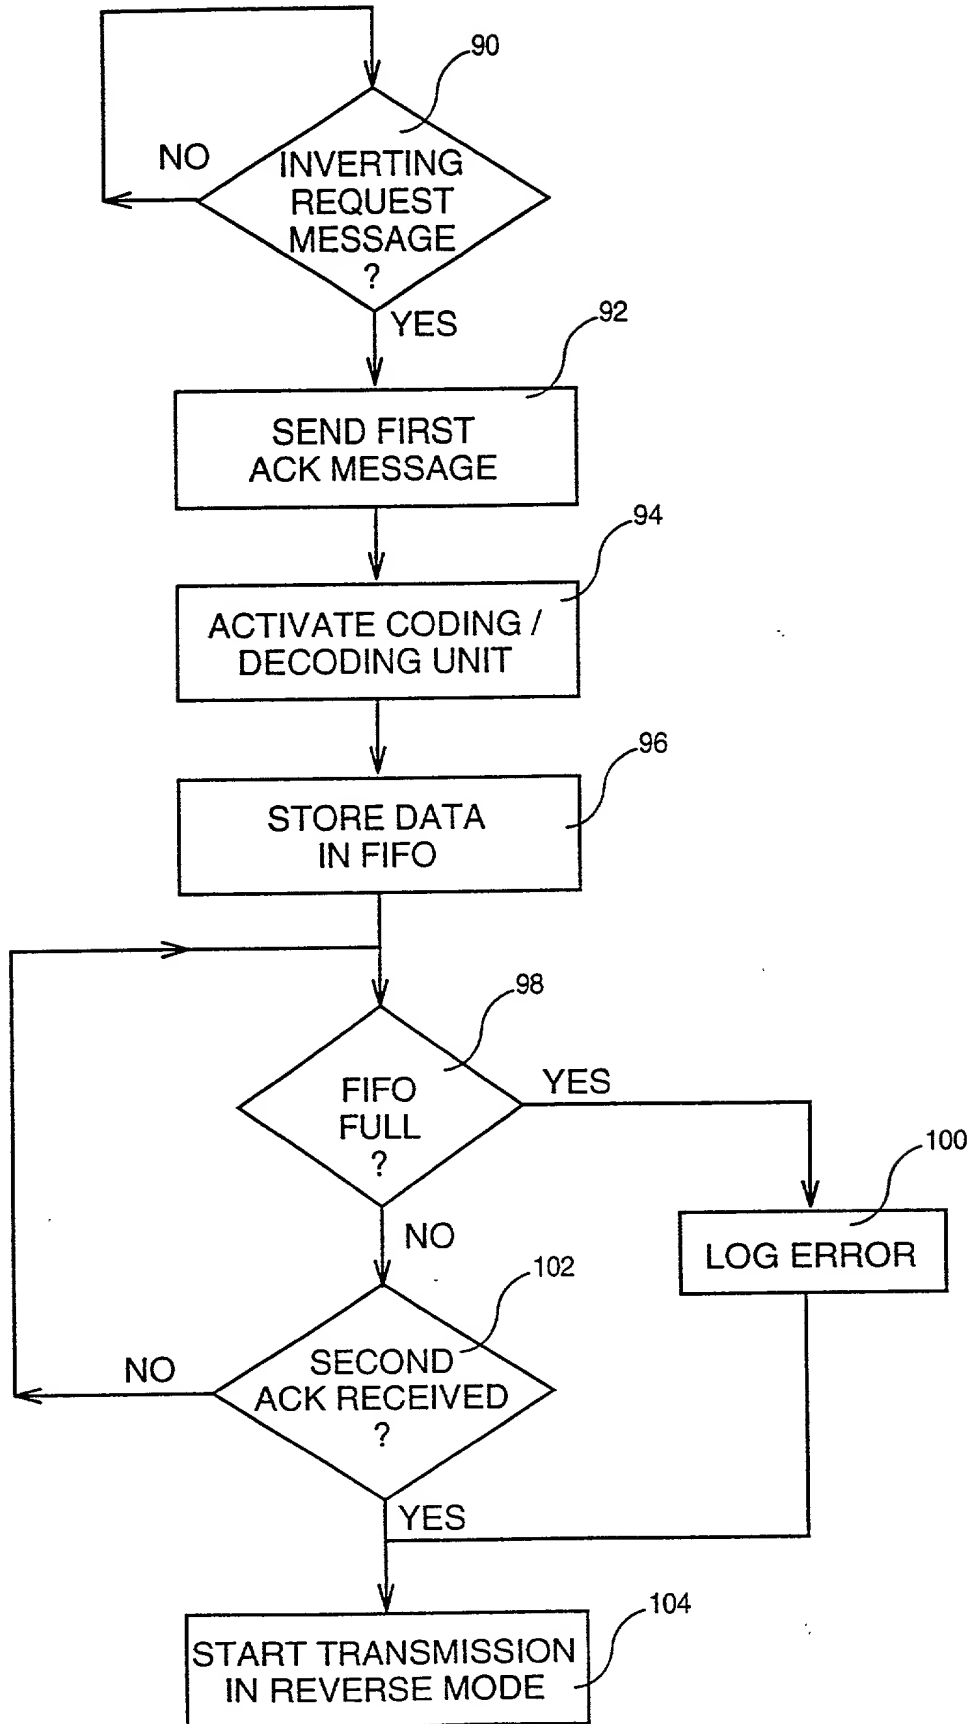 90
NO
INVERTING
REQUEST
MESSAGE
?
YES
92
SEND FIRST
ACK MESSAGE
94
ACTIVATE CODING /
DECODING UNIT
96
STORE DATA
IN FIFO
98
FIFO
FULL
?
YES
100
NO
LOG ERROR
102
SECOND
ACK RECEIVED
?
NO
YES
104
START TRANSMISSION
IN REVERSE MODE